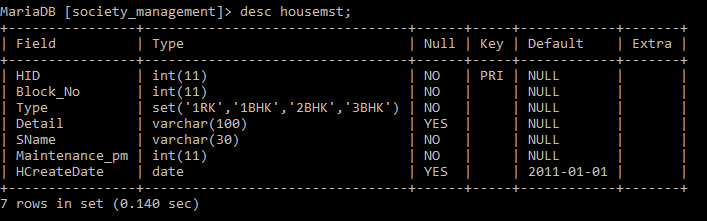 MariaDB [society_management]> desc housemst;
+----------------+--------------------------------+------+-----+------------+-------+
| Field          | Type                           | Null | Key | Default    | Extra |
+----------------+--------------------------------+------+-----+------------+-------+
| HID            | int(11)                        | NO   | PRI | NULL       |       |
| Block_No       | int(11)                        | NO   |     | NULL       |       |
| Type           | set('1RK','1BHK','2BHK','3BHK') | NO   |     | NULL       |       |
| Detail         | varchar(100)                   | YES  |     | NULL       |       |
| SName          | varchar(30)                    | NO   |     | NULL       |       |
| Maintenance_pm | int(11)                        | NO   |     | NULL       |       |
| HCreateDate    | date                           | YES  |     | 2011-01-01 |       |
+----------------+--------------------------------+------+-----+------------+-------+
7 rows in set (0.140 sec)